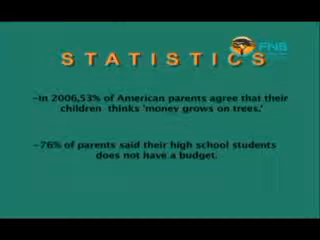 FNB
STATISTICS
~In 2006,53% of American parents agree that their
children thinks 'money grows on trees.'
~76% of parents said their high school students
does not have a budget.